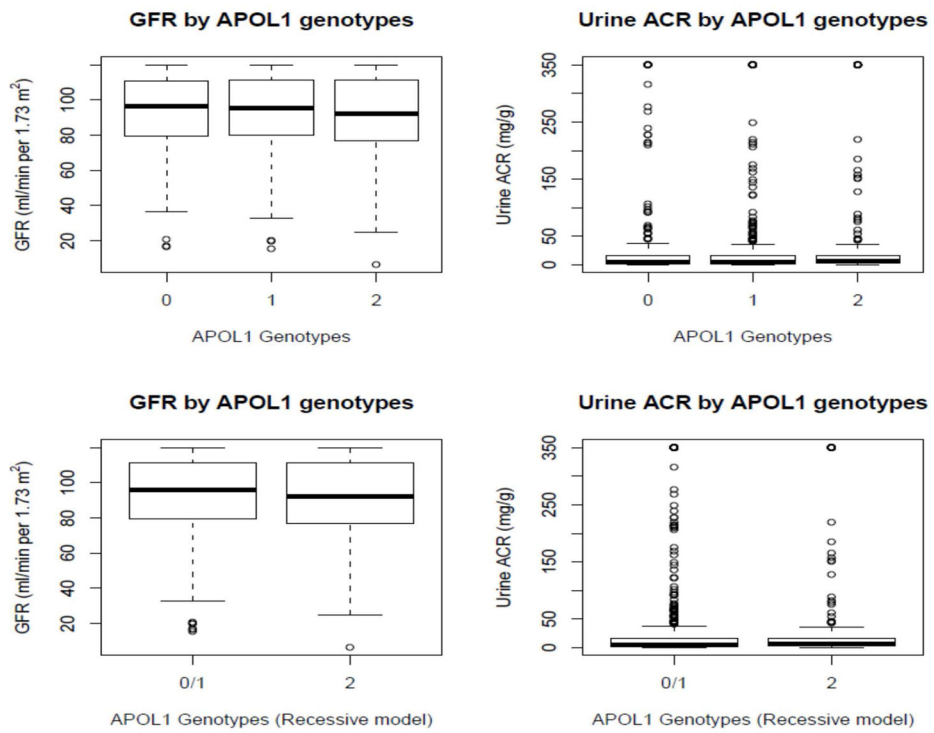 GFR by APOL1 genotypes
GFR (ml/min per 1.73 m²)
100
80
60
40
20
0 1 2
APOL1 Genotypes
Urine ACR by APOL1 genotypes
Urine ACR (mg/g)
350
250
150
50
0
0 1 2
APOL1 Genotypes
GFR by APOL1 genotypes
GFR (ml/min per 1.73 m²)
100
80
60
40
20
0/1 2
APOL1 Genotypes (Recessive model)
Urine ACR by APOL1 genotypes
Urine ACR (mg/g)
350
250
150
50
0
0/1 2
APOL1 Genotypes (Recessive model)